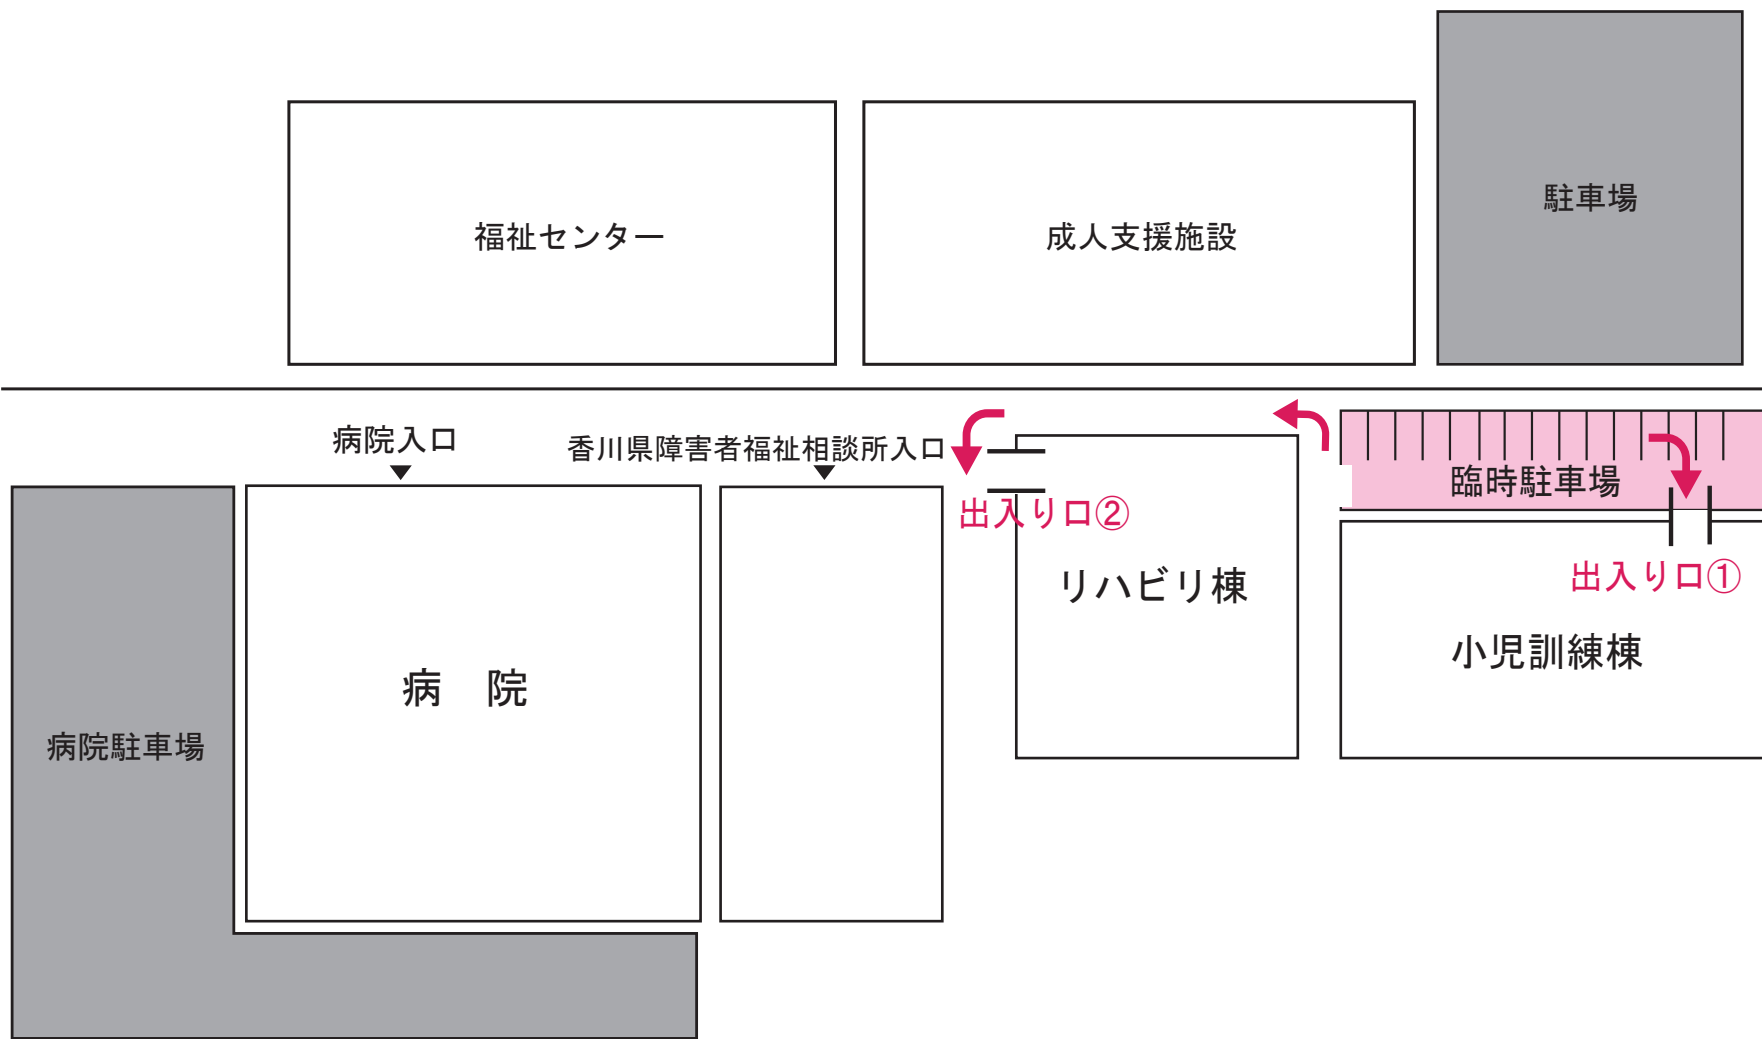 駐車場
福祉センター
成人支援施設
病院入口
香川県障害者福祉相談所入口
臨時駐車場
出入り口②
出入り口①
リハビリ棟
小児訓練棟
病　院
病院駐車場